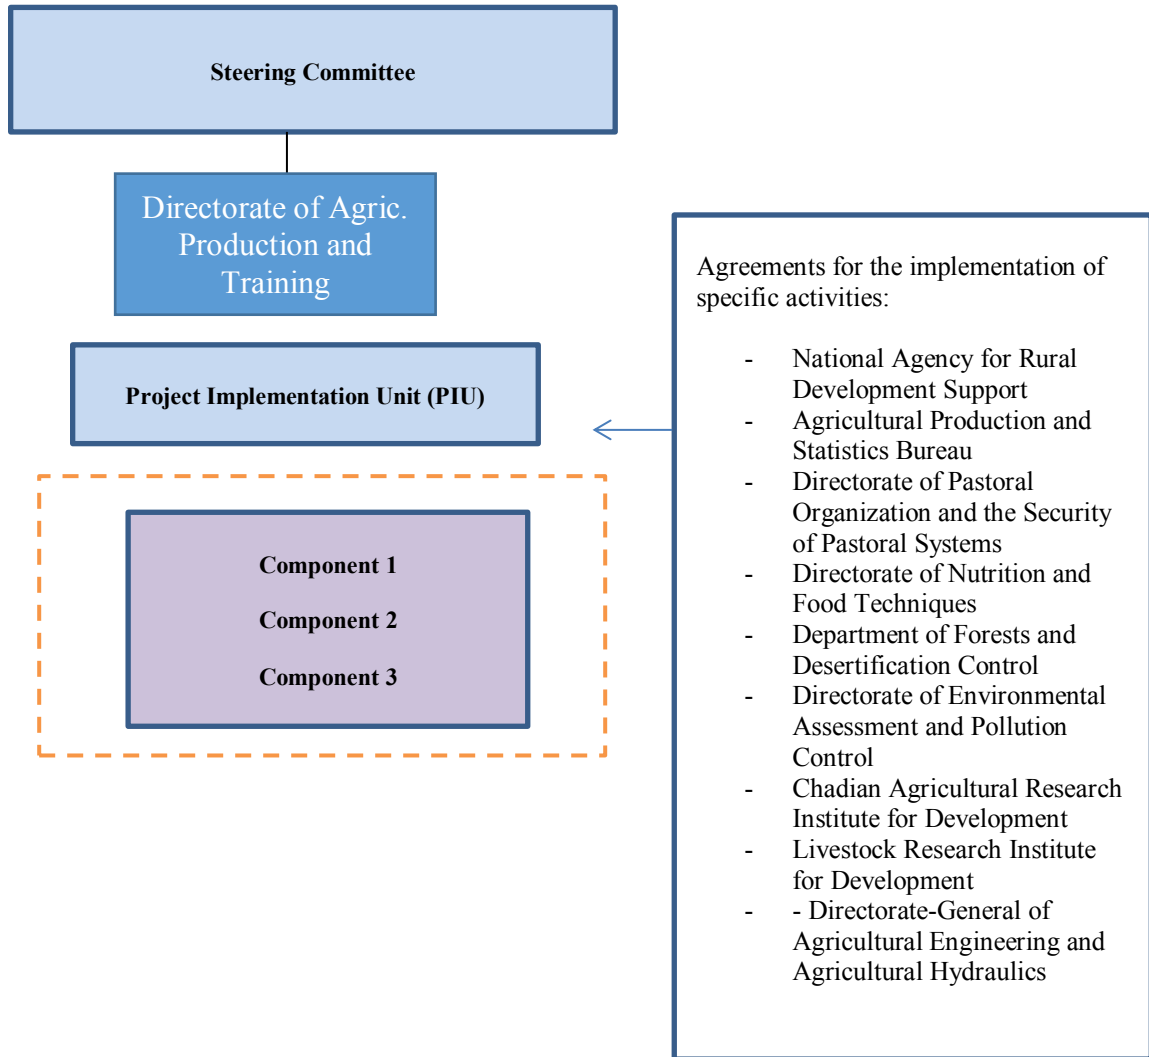 Steering Committee
Directorate of Agric.
Production and
Training
Project Implementation Unit (PIU)
Component 1
Component 2
Component 3
Agreements for the implementation of
specific activities:
- National Agency for Rural
Development Support
- Agricultural Production and
Statistics Bureau
- Directorate of Pastoral
Organization and the Security
of Pastoral Systems
- Directorate of Nutrition and
Food Techniques
- Department of Forests and
Desertification Control
- Directorate of Environmental
Assessment and Pollution
Control
- Chadian Agricultural Research
Institute for Development
- Livestock Research Institute
for Development
- - Directorate-General of
Agricultural Engineering and
Agricultural Hydraulics